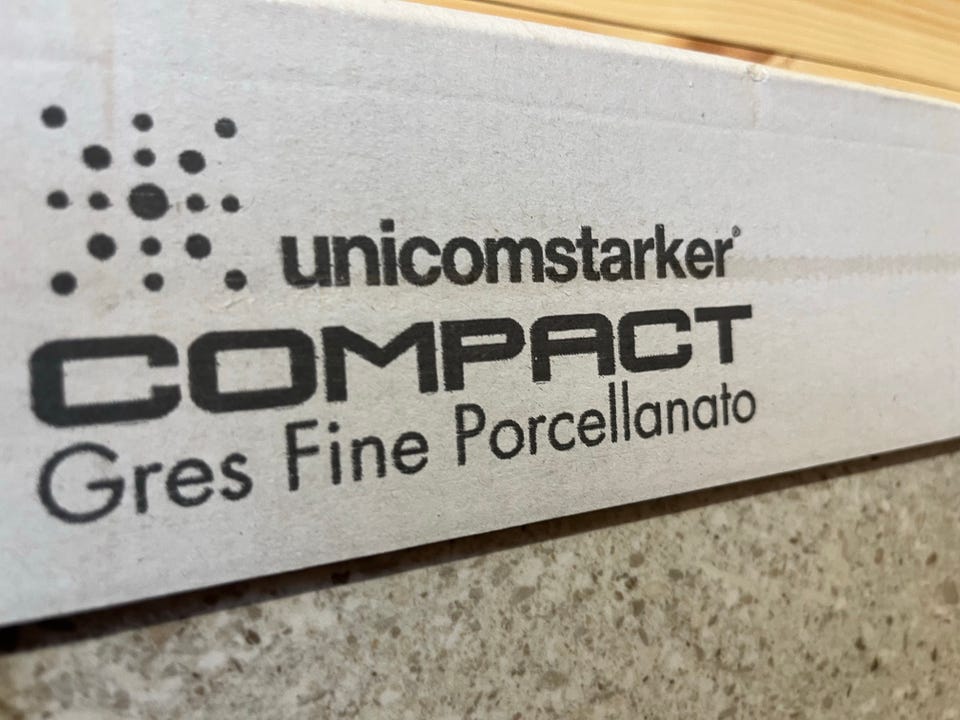 unicomstarker®
COMPACT
Gres Fine Porcellanato